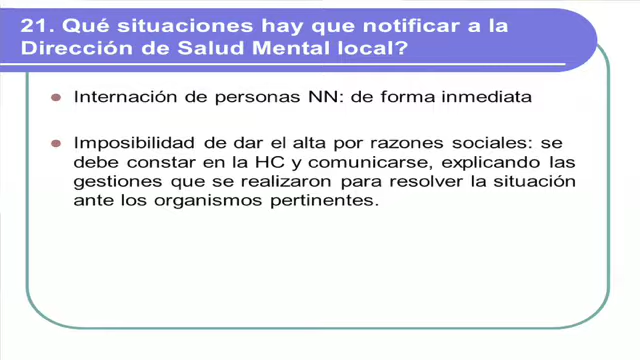 21. Qué situaciones hay que notificar a la
Dirección de Salud Mental local?
Internación de personas NN: de forma inmediata
Imposibilidad de dar el alta por razones sociales: se
debe constar en la HC y comunicarse, explicando las
gestiones que se realizaron para resolver la situación
ante los organismos pertinentes.